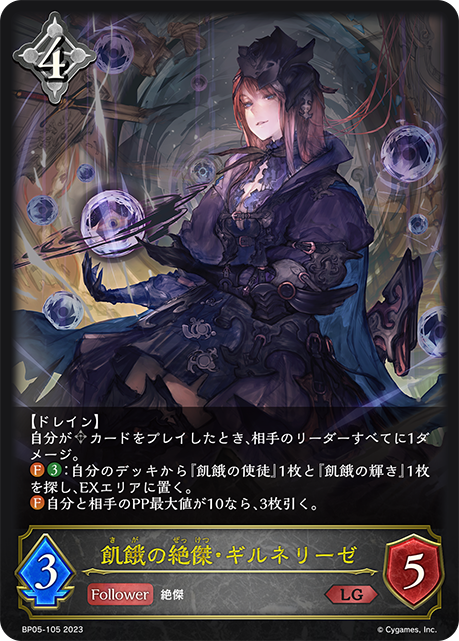 4
【ドレイン】
自分がカードをプレイしたとき、相手のリーダーすべてに1ダ
メージ。
F 3:自分のデッキから『飢餓の使徒』1枚と『飢餓の輝き』1枚
を探し、EXエリアに置く。
F 自分と相手のPP最大値が10なら、3枚引く。
きが ぜっけつ
飢餓の絶傑・ギルネリーゼ
3 Follower 絶傑 LG 5
BP05-105 2023 © Cygames, Inc.